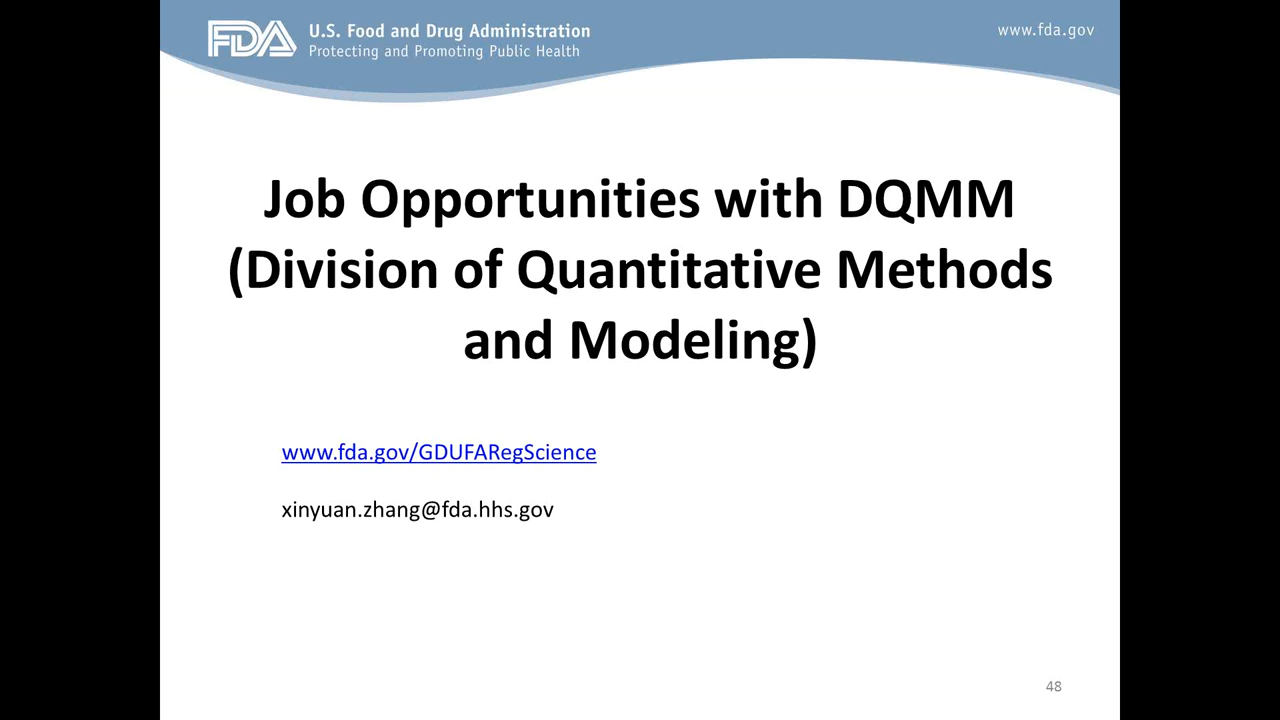 FDA
U.S. Food and Drug Administration
Protecting and Promoting Public Health
www.fda.gov
Job Opportunities with DQMM
(Division of Quantitative Methods
and Modeling)
www.fda.gov/GDUFARegScience
xinyuan.zhang@fda.hhs.gov
48